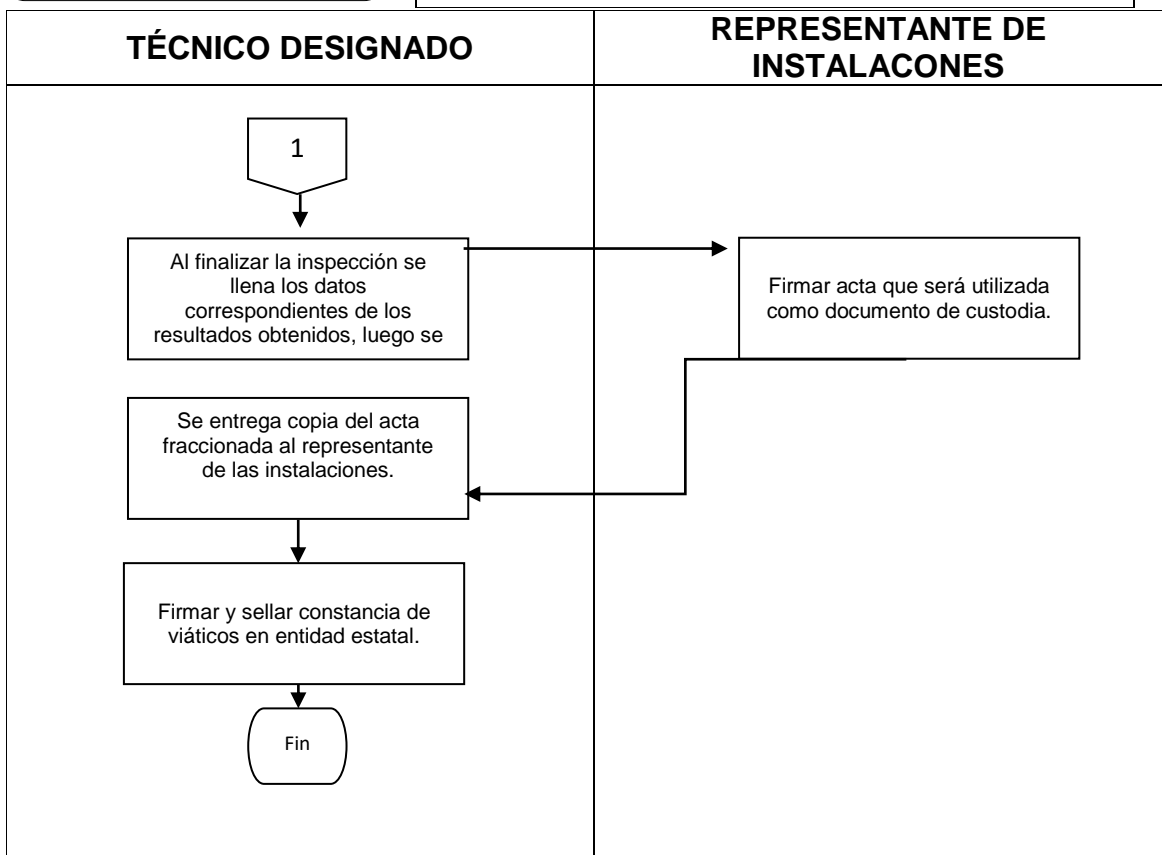 TÉCNICO DESIGNADO
REPRESENTANTE DE
INSTALACONES
1
Al finalizar la inspección se
llena los datos
correspondientes de los
resultados obtenidos, luego se
Firmar acta que será utilizada
como documento de custodia.
Se entrega copia del acta
fraccionada al representante
de las instalaciones.
Firmar y sellar constancia de
viáticos en entidad estatal.
Fin